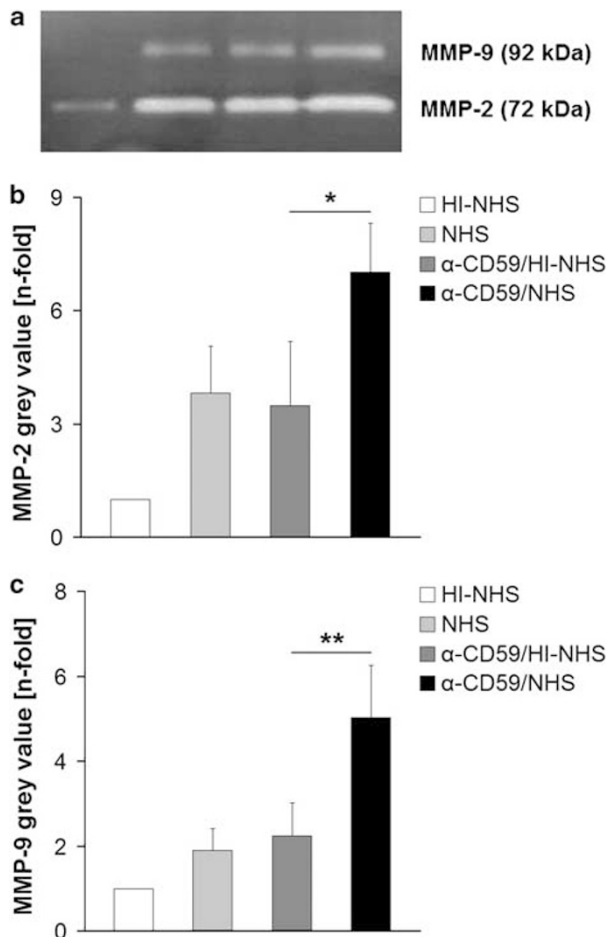 a
MMP-9 (92 kDa)
MMP-2 (72 kDa)
b
MMP-2 grey value [n-fold]
9
6
3
0
*
HI-NHS
NHS
α-CD59/HI-NHS
α-CD59/NHS
c
MMP-9 grey value [n-fold]
8
6
4
2
0
**
HI-NHS
NHS
α-CD59/HI-NHS
α-CD59/NHS